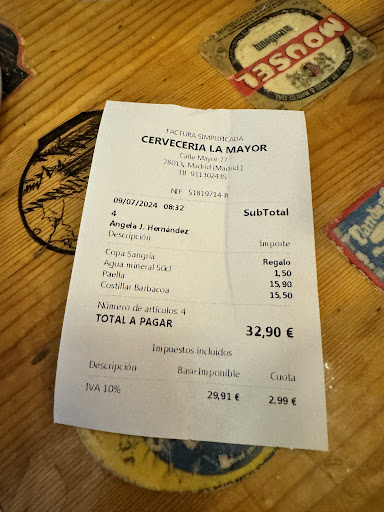 FACTURA SIMPLIFICADA
CERVECERIA LA MAYOR
Calle Mayor 77
28013, Madrid (Madrid )
Tlf. 911302435
NIF: 51819714-R
09/07/2024 08:32 SubTotal
4
Angela J. Hernández
Descripción Importe
Copa Sangría Regalo
Agua mineral 50cl 1,50
Paella 15,90
Costillar Barbacoa 15,50
Número de artículos: 4
TOTAL A PAGAR 32,90 €
Impuestos incluidos
Descripción Base Imponible Cuota
IVA 10% 29,91 € 2,99 €
MOUSEL